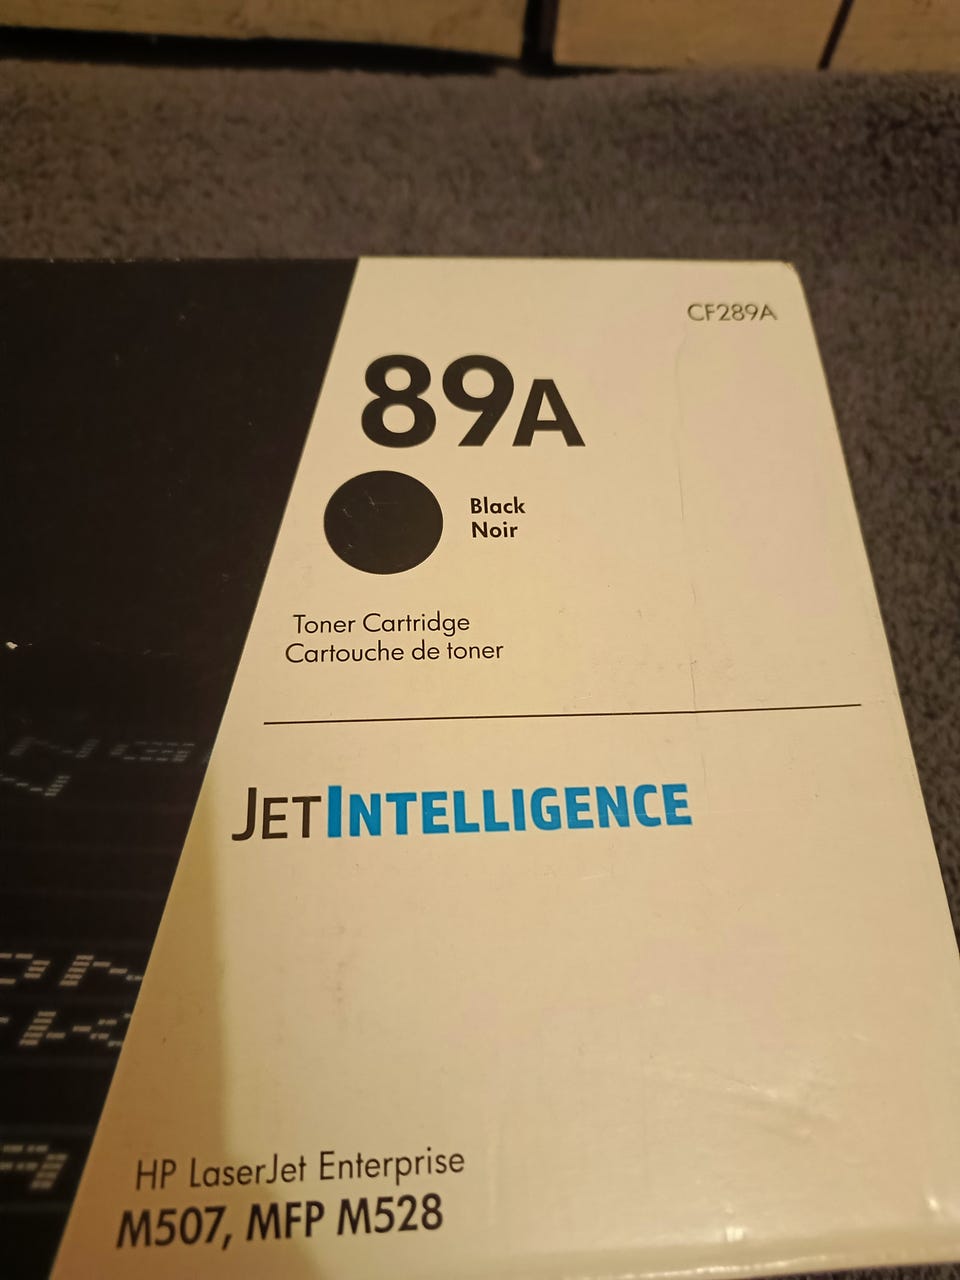 CF289A
89A
Black
Noir
Toner Cartridge
Cartouche de toner
JETINTELLIGENCE
HP LaserJet Enterprise
M507, MFP M528